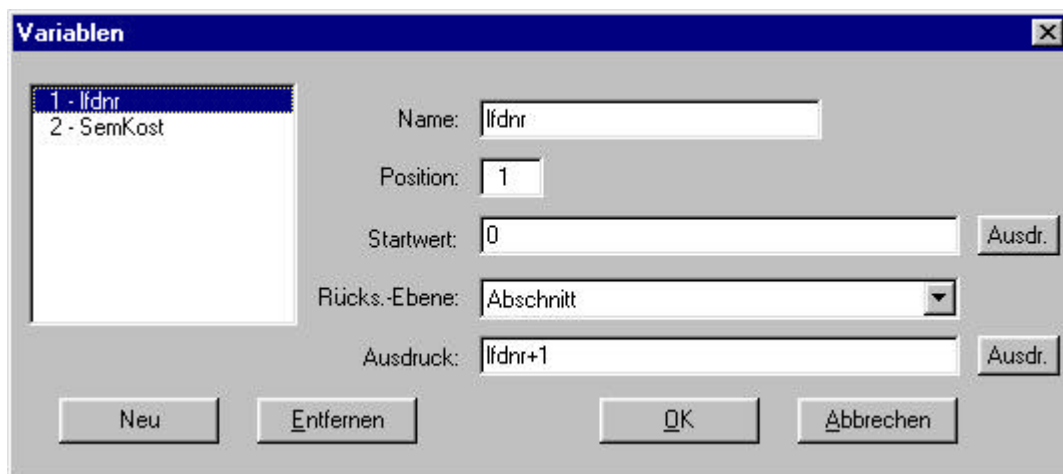 Variablen
1 - lfdnr
2 - SemKost
Name: lfdnr
Position: 1
Startwert: 0 Ausdr.
Rücks.-Ebene: Abschnitt
Ausdruck: lfdnr+1 Ausdr.
Neu Entfernen OK Abbrechen